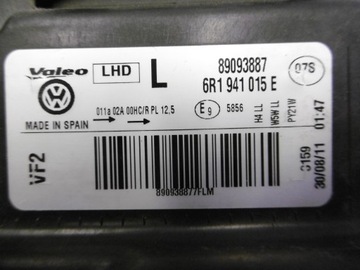 Valeo LHD L 89093887 07S
6R1 941 015 E
011a 02A 00HC/R PL 12,5 E9 5856
H4 LL
W5W LL
PY21W
MADE IN SPAIN
VF2
890938877FLM
3159
30/08/11 01:47